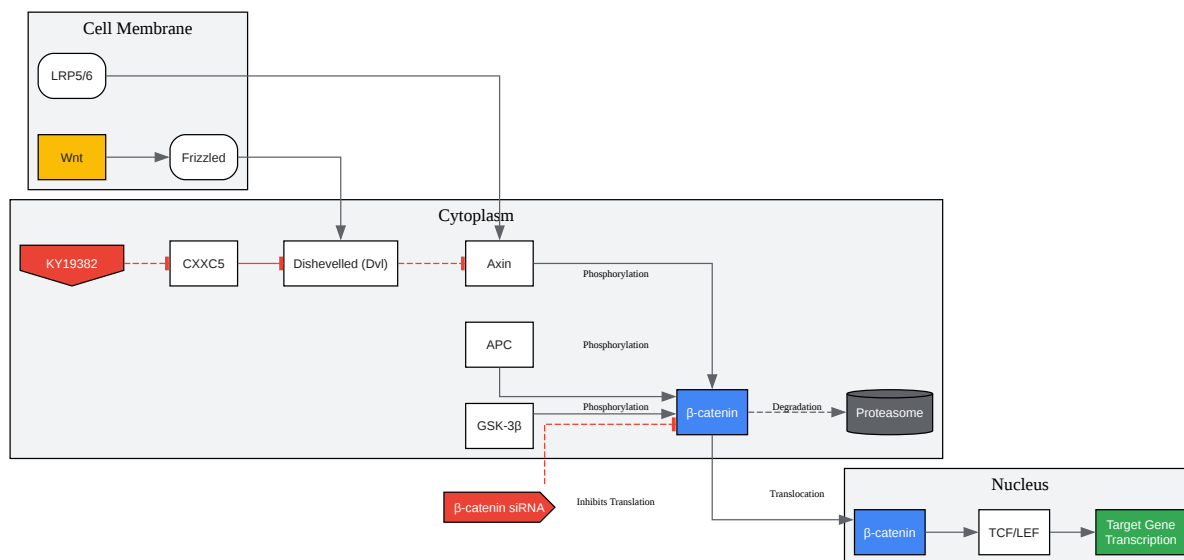 Cell Membrane
LRP5/6
Wnt
Frizzled
Cytoplasm
KY19382
CXXC5
Dishevelled (Dvl)
Axin
Phosphorylation
APC
Phosphorylation
GSK-3β
Phosphorylation
β-catenin
Degradation
Proteasome
β-catenin siRNA
Inhibits Translation
Translocation
Nucleus
β-catenin
TCF/LEF
Target Gene
Transcription